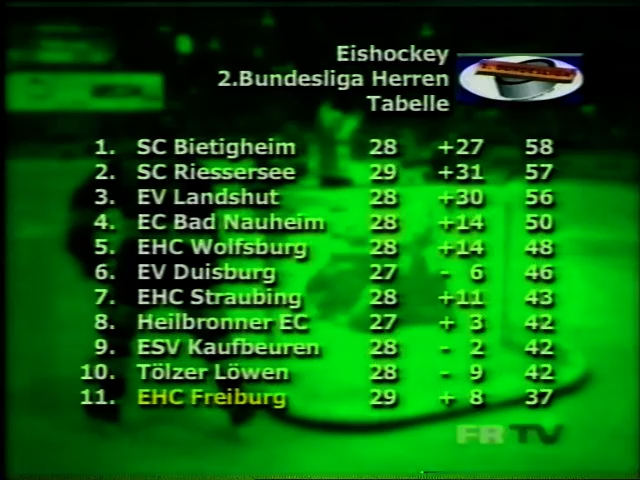 Eishockey
2.Bundesliga Herren
Tabelle
1. SC Bietigheim 28 +27 58
2. SC Riessersee 29 +31 57
3. EV Landshut 28 +30 56
4. EC Bad Nauheim 28 +14 50
5. EHC Wolfsburg 28 +14 48
6. EV Duisburg 27 - 6 46
7. EHC Straubing 28 +11 43
8. Heilbronner EC 27 + 3 42
9. ESV Kaufbeuren 28 - 2 42
10. Tölzer Löwen 28 - 9 42
11. EHC Freiburg 29 + 8 37
FRTV